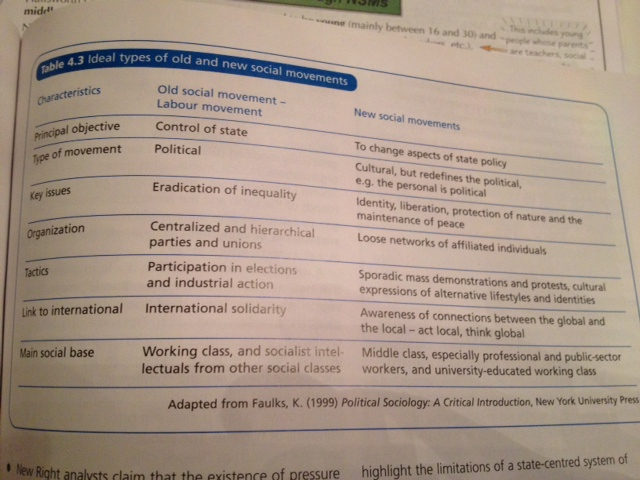 gh NSMs
middl
young (mainly between 16 and 30) and
This includes young
people whose parents
etc.).
are teachers, social
Table 4.3 Ideal types of old and new social movements
Characteristics
Old social movement –
Labour movement
New social movements
Principal objective
Control of state
To change aspects of state policy
Type of movement
Political
Cultural, but redefines the political,
e.g. the personal is political
Key issues
Eradication of inequality
Identity, liberation, protection of nature and the
maintenance of peace
Organization
Centralized and hierarchical
parties and unions
Loose networks of affiliated individuals
Tactics
Participation in elections
and industrial action
Sporadic mass demonstrations and protests, cultural
expressions of alternative lifestyles and identities
Link to international
International solidarity
Awareness of connections between the global and
the local – act local, think global
Main social base
Working class, and socialist intel-
lectuals from other social classes
Middle class, especially professional and public-sector
workers, and university-educated working class
Adapted from Faulks, K. (1999) Political Sociology: A Critical Introduction, New York University Press
• New Right analysts claim that the existence of pressure
highlight the limitations of a state-centred system of